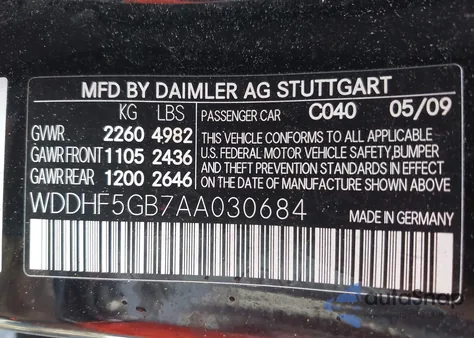 MFD BY DAIMLER AG STUTTGART
KG LBS PASSENGER CAR C040 05/09
GVWR 2260 4982 THIS VEHICLE CONFORMS TO ALL APPLICABLE
GAWR FRONT 1105 2436 U.S. FEDERAL MOTOR VEHICLE SAFETY,BUMPER
GAWR REAR 1200 2646 AND THEFT PREVENTION STANDARDS IN EFFECT
ON THE DATE OF MANUFACTURE SHOWN ABOVE.
WDDHF5GB7AA030684 MADE IN GERMANY
autoSnap